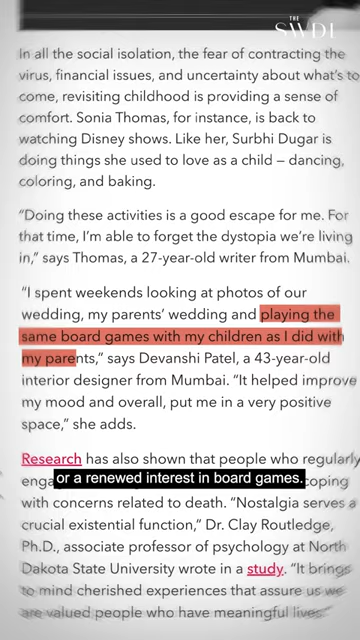 THE
SWDL
In all the social isolation, the fear of contracting the
virus, financial issues, and uncertainty about what's to
come, revisiting childhood is providing a sense of
comfort. Sonia Thomas, for instance, is back to
watching Disney shows. Like her, Surbhi Dugar is
doing things she used to love as a child — dancing,
coloring, and baking.
“Doing these activities is a good escape for me. For
that time, I'm able to forget the dystopia we're living
in,” says Thomas, a 27-year-old writer from Mumbai.
“I spent weekends looking at photos of our
wedding, my parents' wedding and playing the
same board games with my children as I did with
my parents,” says Devanshi Patel, a 43-year-old
interior designer from Mumbai. “It helped improve
my mood and overall, put me in a very positive
space,” she adds.
Research has also shown that people who regularly
or a renewed interest in board games.
with concerns related to death. “Nostalgia serves a
crucial existential function,” Dr. Clay Routledge,
Ph.D., associate professor of psychology at North
Dakota State University wrote in a study. “It brings
to mind cherished experiences that assure us we
are valued people who have meaningful lives.”